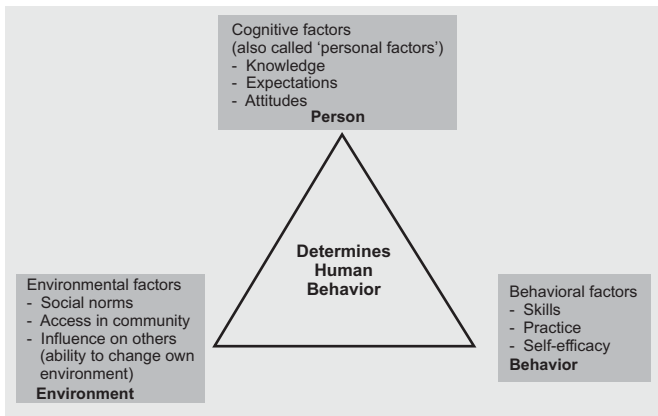 Cognitive factors
(also called ‘personal factors’)
- Knowledge
- Expectations
- Attitudes
Person
Determines
Human
Behavior
Environmental factors
- Social norms
- Access in community
- Influence on others
(ability to change own
environment)
Environment
Behavioral factors
- Skills
- Practice
- Self-efficacy
Behavior